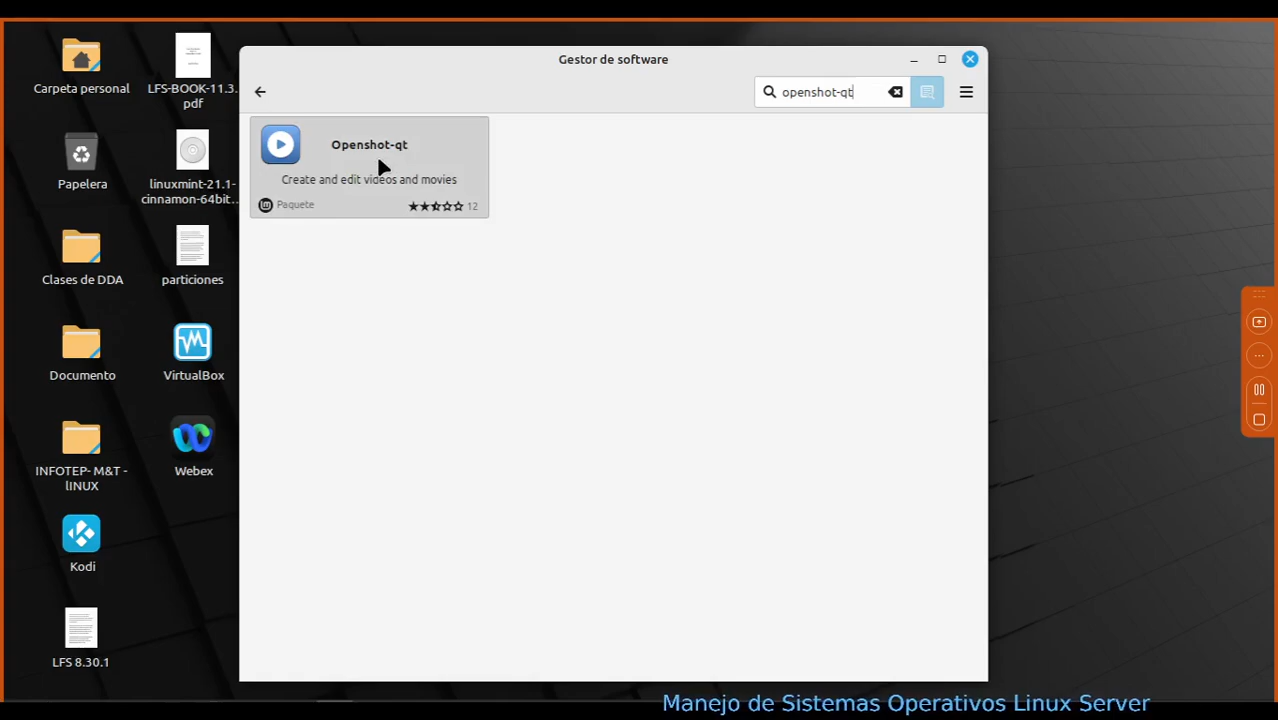 Gestor de software
openshot-qt
Openshot-qt
Create and edit videos and movies
Paquete
12
Carpeta personal
LFS-BOOK-11.3.
pdf
Papelera
linuxmint-21.1-
cinnamon-64bit...
Clases de DDA
particiones
Documento
VirtualBox
INFOTEP- M&T -
lINUX
Webex
Kodi
LFS 8.30.1
Manejo de Sistemas Operativos Linux Server